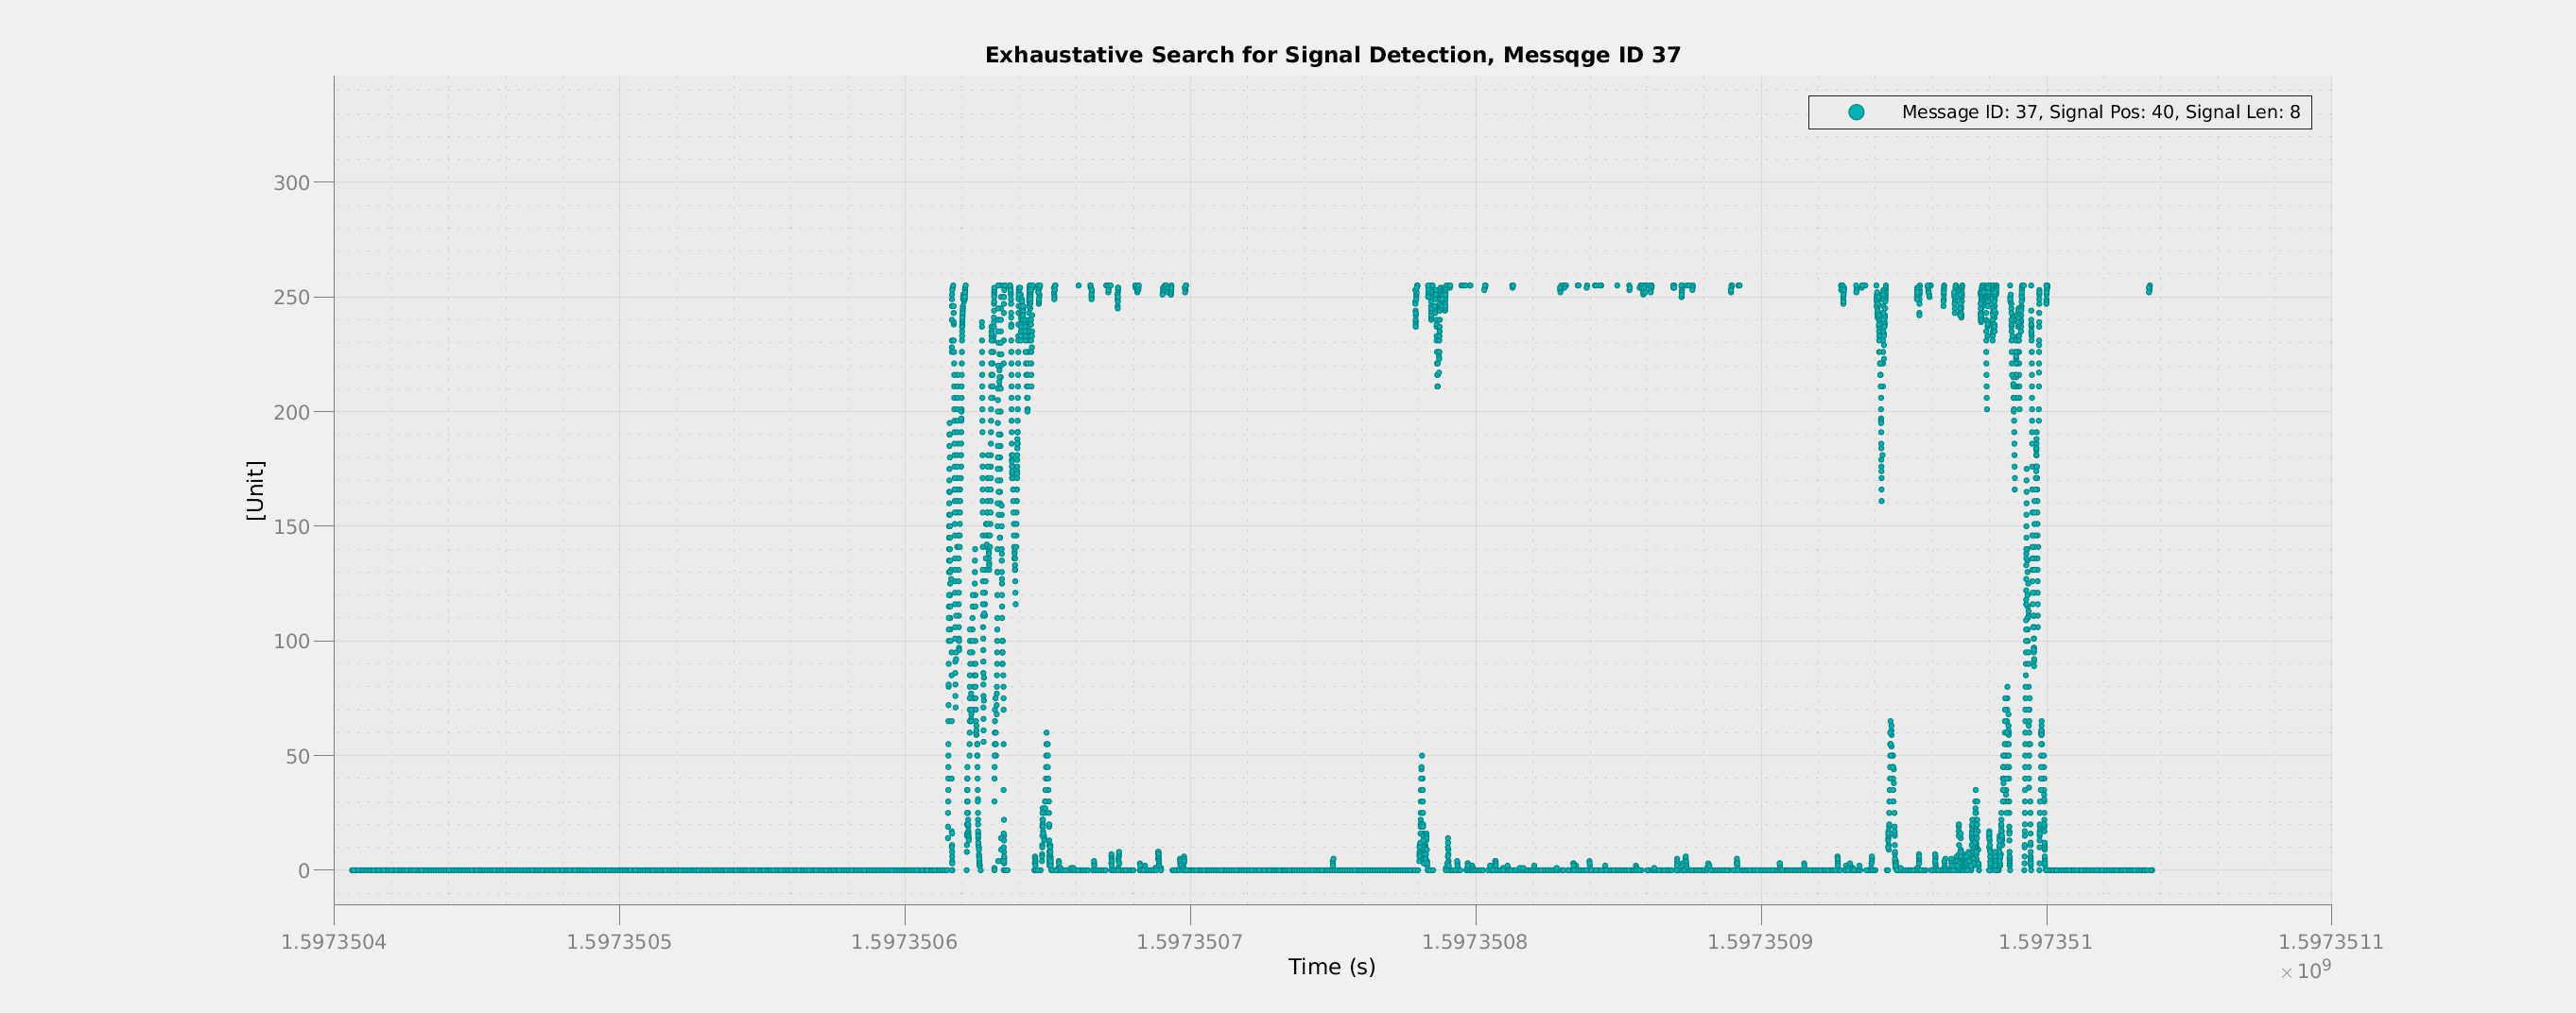 Exhaustative Search for Signal Detection, Messqge ID 37
Message ID: 37, Signal Pos: 40, Signal Len: 8
300
250
200
150
100
50
0
[Unit]
1.5973504 1.5973505 1.5973506 1.5973507 1.5973508 1.5973509 1.597351 1.5973511
Time (s)
× 10⁹